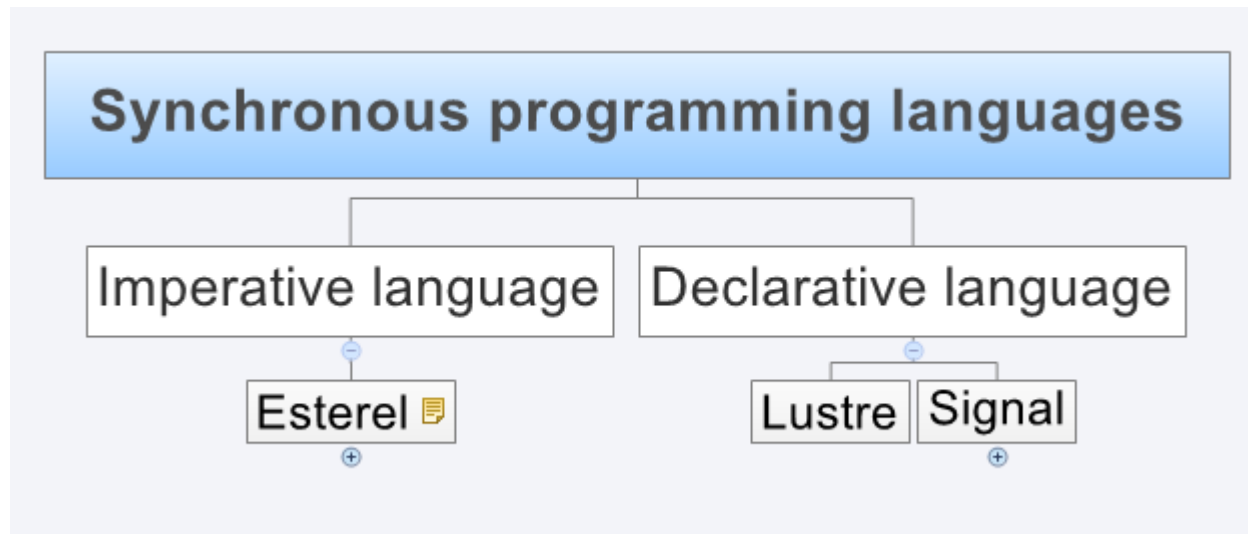 Synchronous programming languages
Imperative language
Declarative language
Esterel
Lustre
Signal